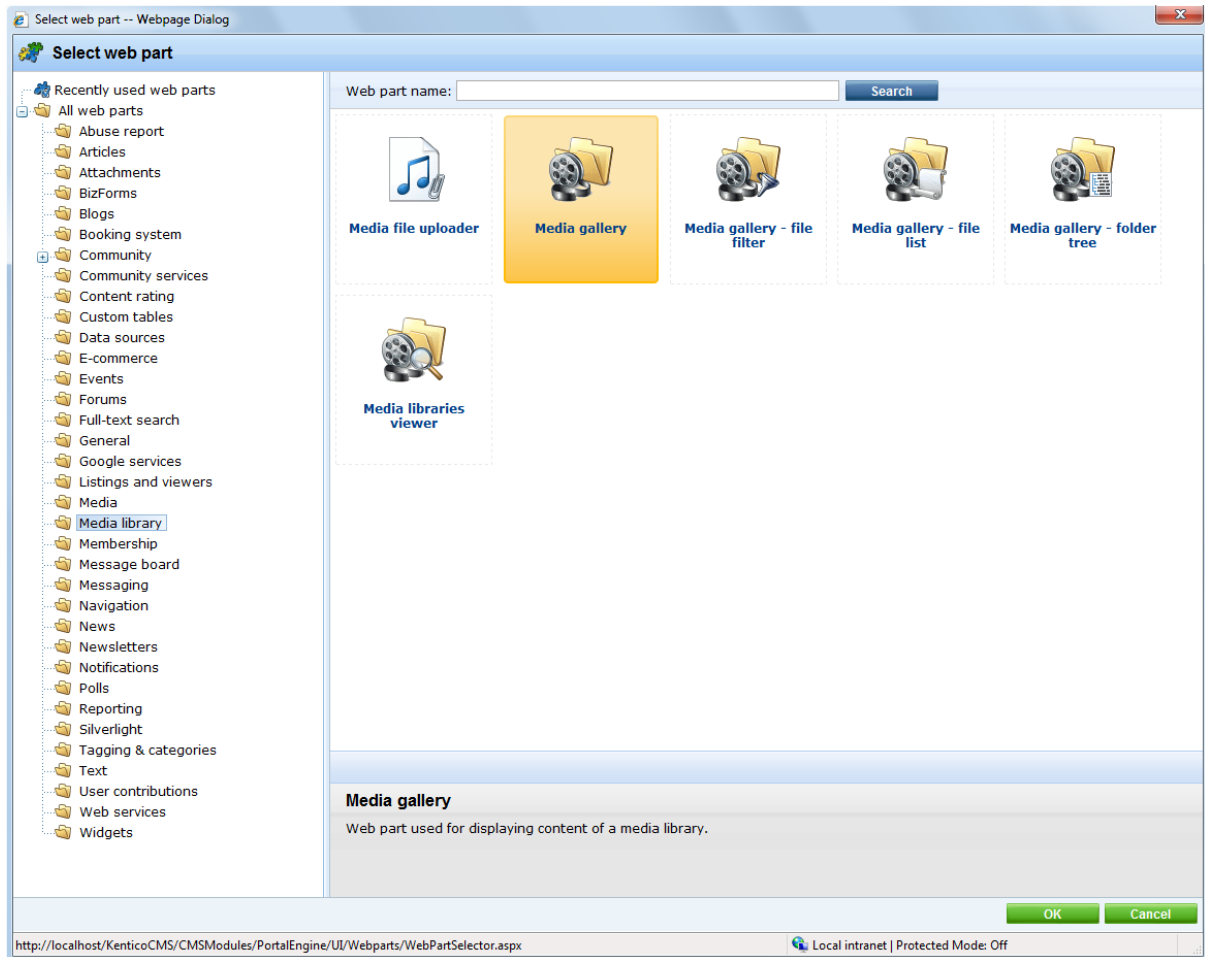 Select web part -- Webpage Dialog
Select web part
Recently used web parts
All web parts
Abuse report
Articles
Attachments
BizForms
Blogs
Booking system
Community
Community services
Content rating
Custom tables
Data sources
E-commerce
Events
Forums
Full-text search
General
Google services
Listings and viewers
Media
Media library
Membership
Message board
Messaging
Navigation
News
Newsletters
Notifications
Polls
Reporting
Silverlight
Tagging & categories
Text
User contributions
Web services
Widgets
Web part name:
Search
Media file uploader
Media gallery
Media gallery - file
filter
Media gallery - file
list
Media gallery - folder
tree
Media libraries
viewer
Media gallery
Web part used for displaying content of a media library.
OK
Cancel
http://localhost/KenticoCMS/CMSModules/PortalEngine/UI/Webparts/WebPartSelector.aspx
Local intranet | Protected Mode: Off